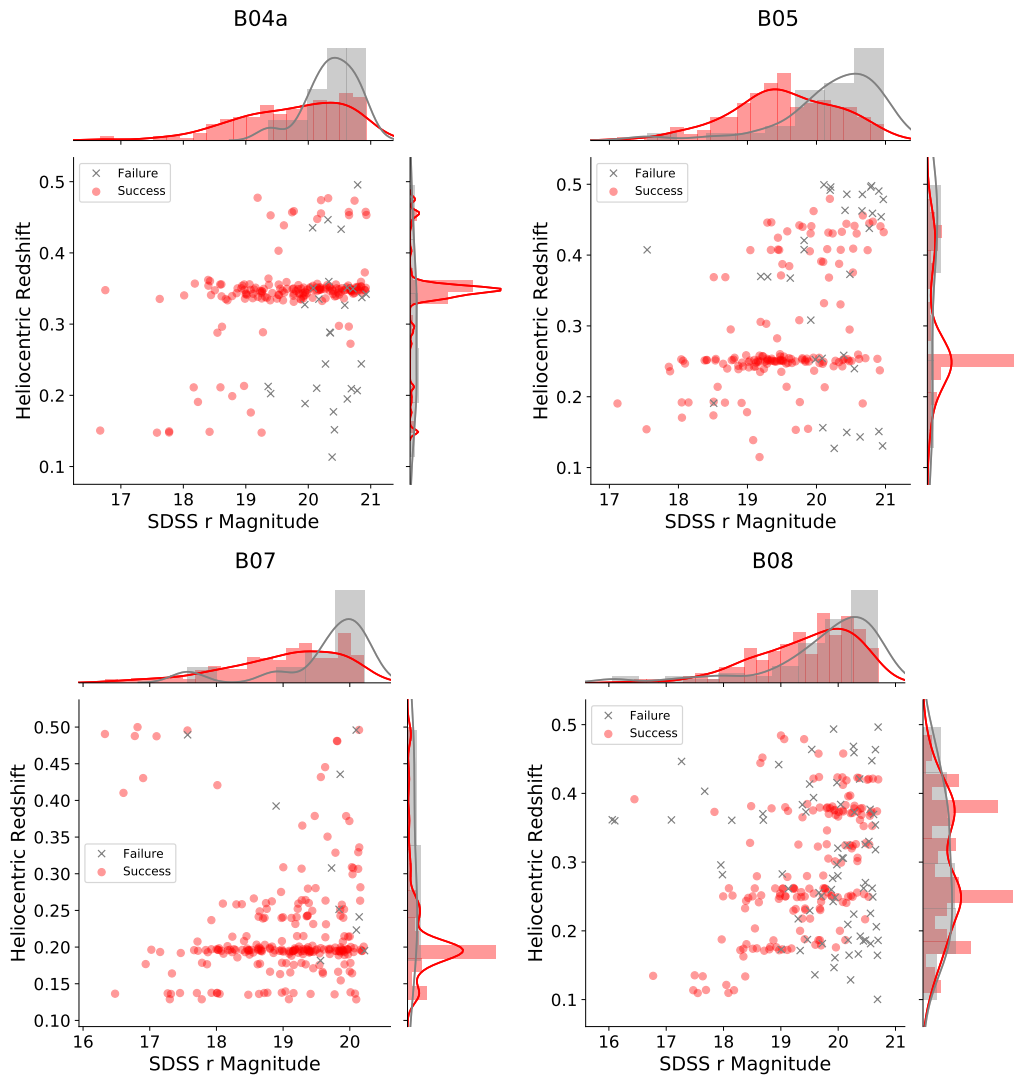 B04a
B05
Failure
Success
Heliocentric Redshift
0.5
0.4
0.3
0.2
0.1
17 18 19 20 21
SDSS r Magnitude
Failure
Success
Heliocentric Redshift
0.5
0.4
0.3
0.2
0.1
17 18 19 20 21
SDSS r Magnitude
B07
B08
Failure
Success
Heliocentric Redshift
0.50
0.45
0.40
0.35
0.30
0.25
0.20
0.15
0.10
16 17 18 19 20
SDSS r Magnitude
Failure
Success
Heliocentric Redshift
0.5
0.4
0.3
0.2
0.1
16 17 18 19 20 21
SDSS r Magnitude